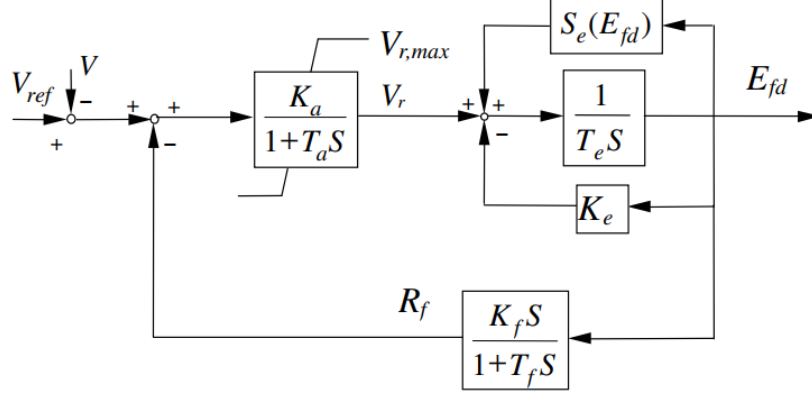 S_e(E_fd)
V_r,max
V
V_ref
−
+
+
+
−
K_a
1+T_aS
V_r
+
+
−
1
T_eS
E_fd
K_e
R_f
K_fS
1+T_fS